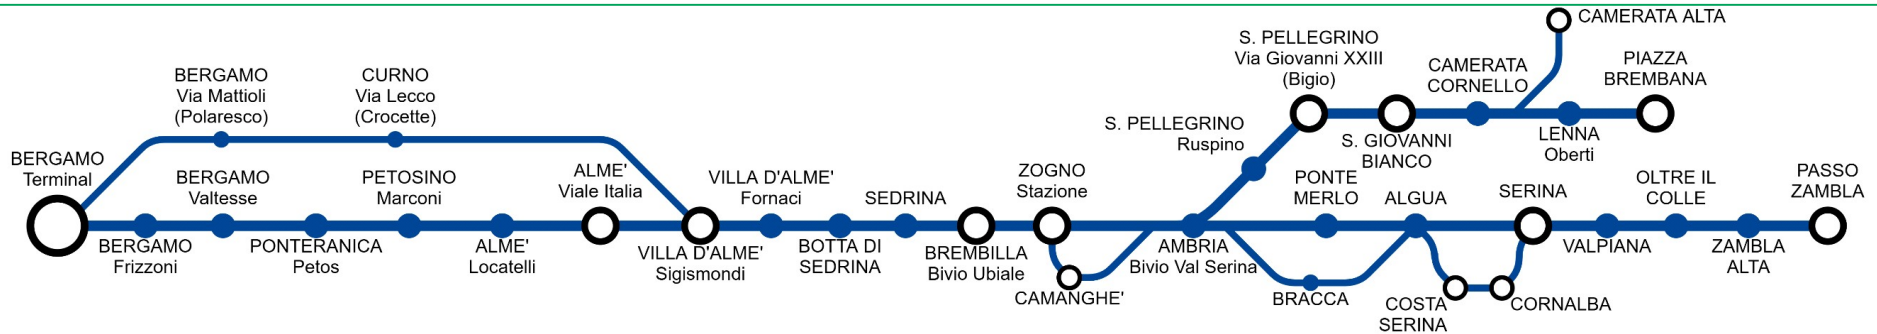 BERGAMO
Terminal
BERGAMO
Via Mattioli
(Polaresco)
CURNO
Via Lecco
(Crocette)
BERGAMO
Frizzoni
BERGAMO
Valtesse
PONTERANICA
Petos
PETOSINO
Marconi
ALME'
Locatelli
ALME'
Viale Italia
VILLA D'ALME'
Sigismondi
VILLA D'ALME'
Fornaci
BOTTA DI
SEDRINA
SEDRINA
BREMBILLA
Bivio Ubiale
ZOGNO
Stazione
CAMANGHE'
AMBRIA
Bivio Val Serina
S. PELLEGRINO
Ruspino
S. PELLEGRINO
Via Giovanni XXIII
(Bigio)
S. GIOVANNI
BIANCO
CAMERATA
CORNELLO
CAMERATA ALTA
LENNA
Oberti
PIAZZA
BREMBANA
PONTE
MERLO
BRACCA
ALGUA
COSTA
SERINA
CORNALBA
SERINA
VALPIANA
OLTRE IL
COLLE
ZAMBLA
ALTA
PASSO
ZAMBLA